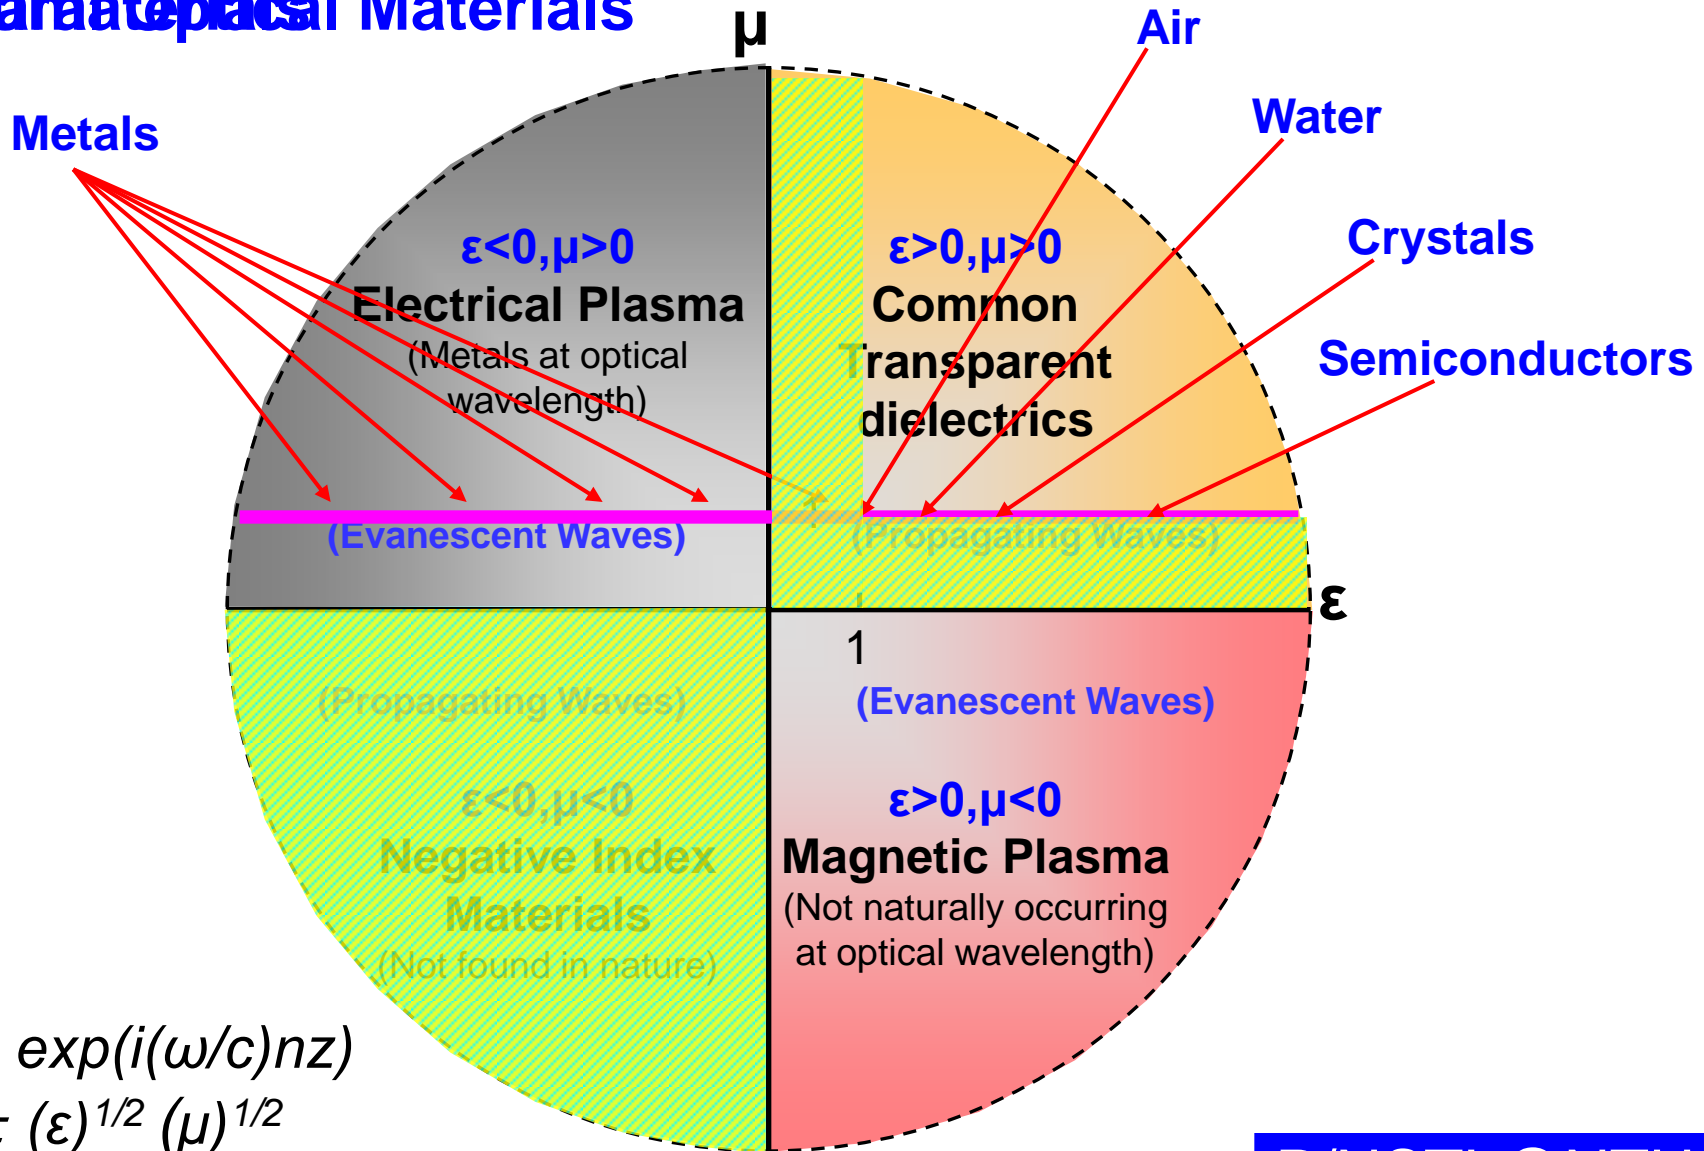 Materials
μ
Air
Metals
Water
ε<0,μ>0
Electrical Plasma
(Metals at optical
wavelength)
ε>0,μ>0
Common
Transparent
dielectrics
Crystals
Semiconductors
(Evanescent Waves)
1
(Propagating Waves)
ε
1
(Propagating Waves)
(Evanescent Waves)
ε<0,μ<0
Negative Index
Materials
(Not found in nature)
ε>0,μ<0
Magnetic Plasma
(Not naturally occurring
at optical wavelength)
exp(i(ω/c)nz)
(ε)1/2 (μ)1/2